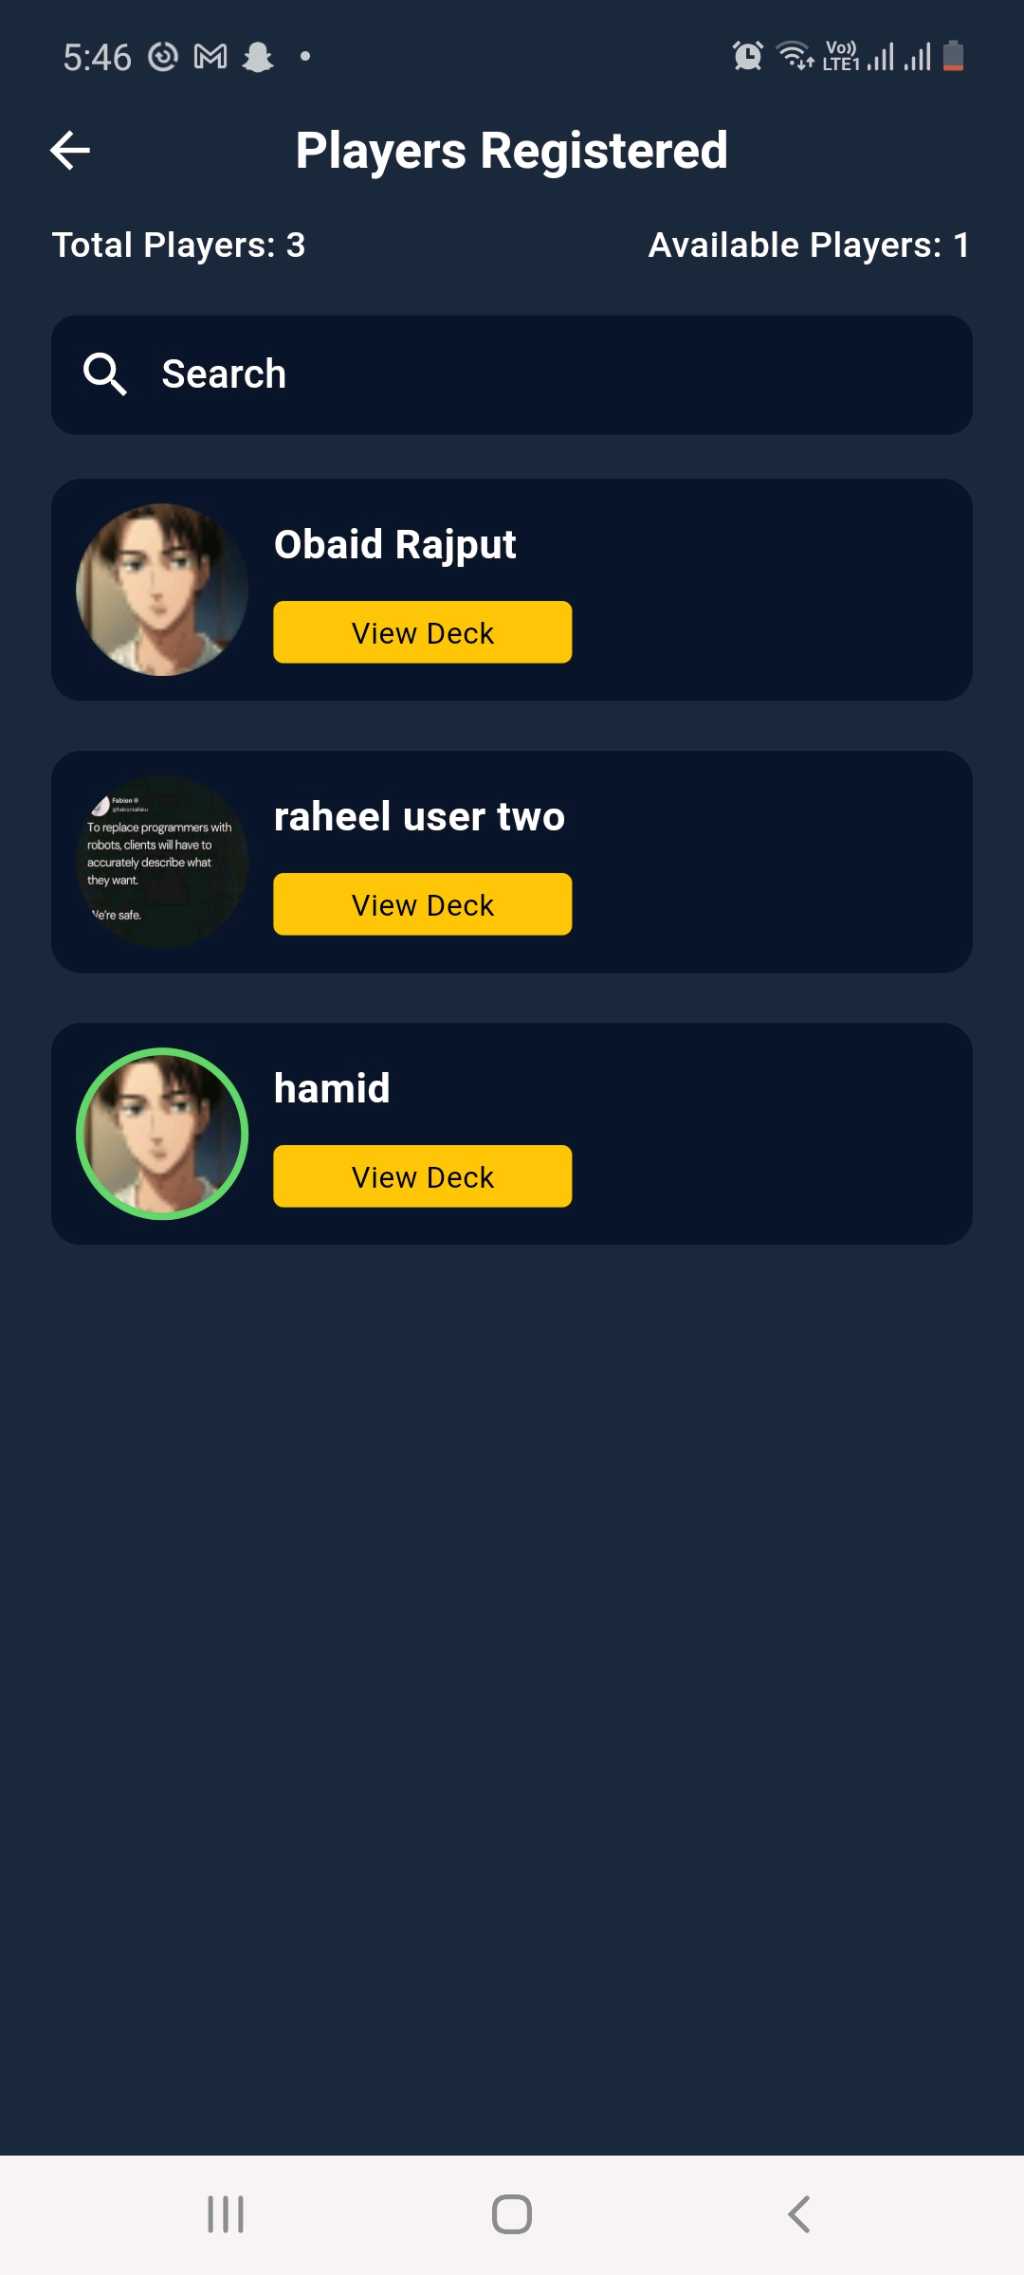 5:46
Vo)) LTE1
Players Registered
Total Players: 3
Available Players: 1
Search
Obaid Rajput
View Deck
raheel user two
Fabian
To replace programmers with
robots, clients will have to
accurately describe what
they want.
We're safe.
View Deck
hamid
View Deck